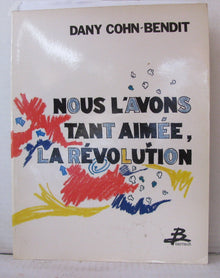 DANY COHN-BENDIT
NOUS L'AVONS
TANT AIMÉE,
LA RÉVOLUTION
B